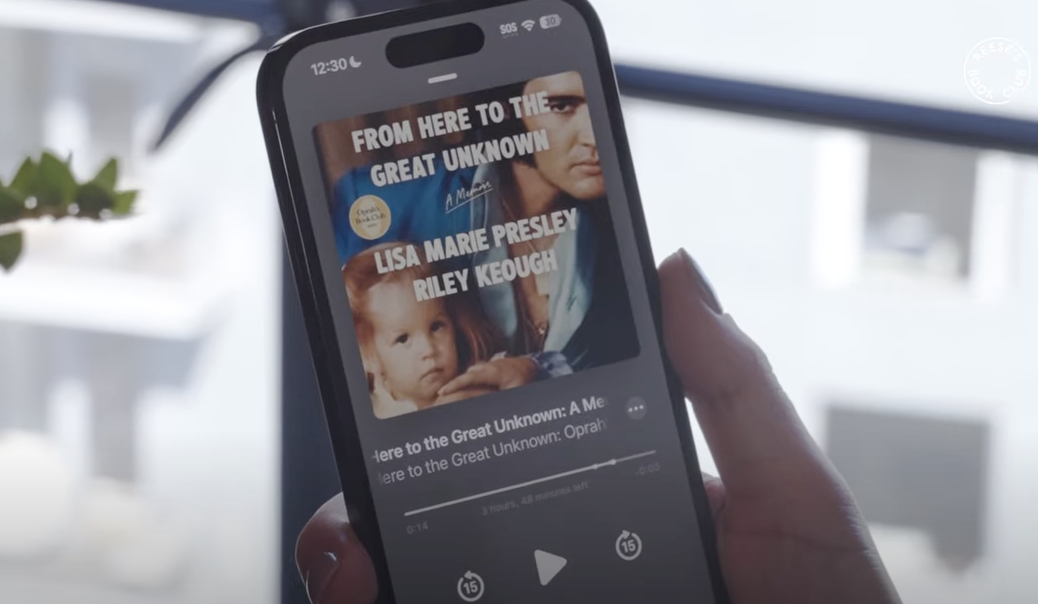 REESE'S BOOK CLUB
12:30
SOS
30
FROM HERE TO THE
GREAT UNKNOWN
A Memoir
Oprah's
Book Club
LISA MARIE PRESLEY
RILEY KEOUGH
Here to the Great Unknown: A Me
Here to the Great Unknown: Oprah
0:14
3 hours, 48 minutes left
-0:05
15
15